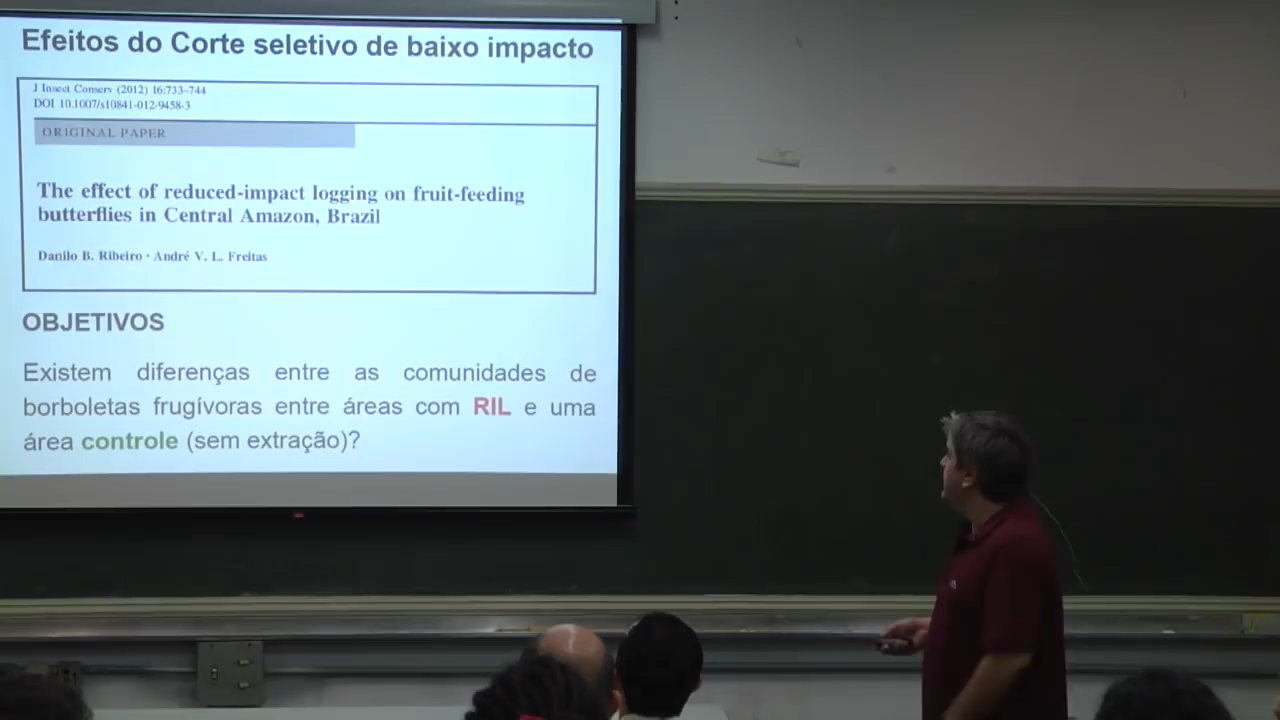 Efeitos do Corte seletivo de baixo impacto
J Insect Conserv (2012) 16:733–744
DOI 10.1007/s10841-012-9458-3
ORIGINAL PAPER
The effect of reduced-impact logging on fruit-feeding
butterflies in Central Amazon, Brazil
Danilo B. Ribeiro · André V. L. Freitas
OBJETIVOS
Existem diferenças entre as comunidades de
borboletas frugívoras entre áreas com RIL e uma
área controle (sem extração)?